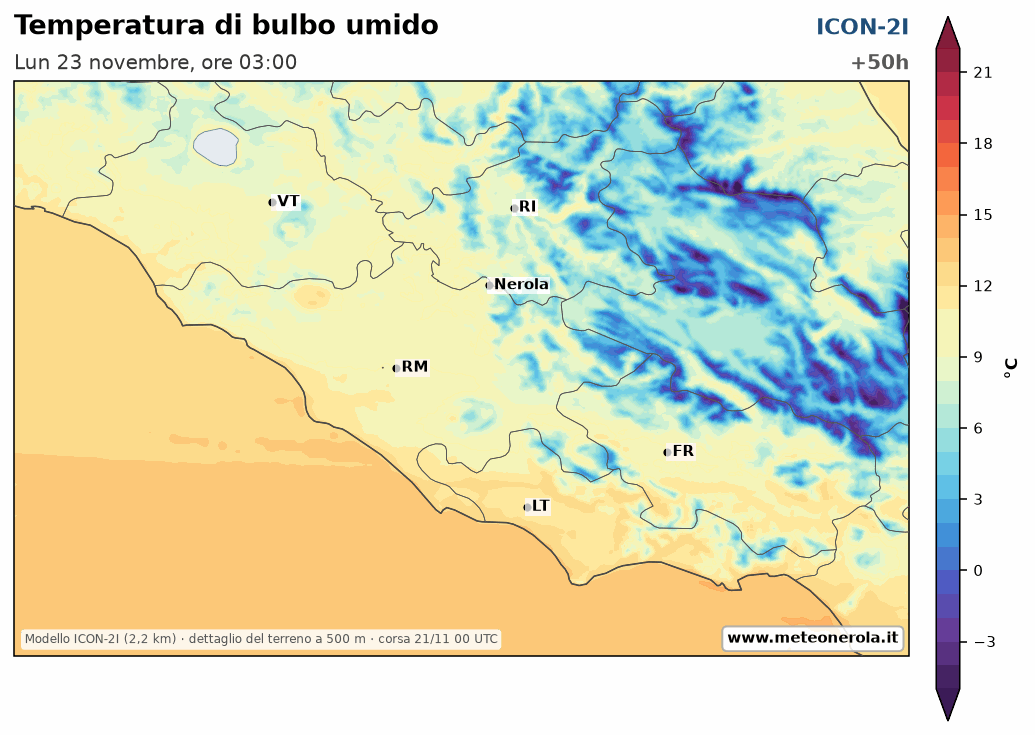 Temperatura di bulbo umido
ICON-2I
Lun 23 novembre, ore 03:00
+50h
21
18
15
12
9
6
3
0
−3
°C
VT
RI
Nerola
RM
FR
LT
Modello ICON-2I (2,2 km) · dettaglio del terreno a 500 m · corsa 21/11 00 UTC
www.meteonerola.it